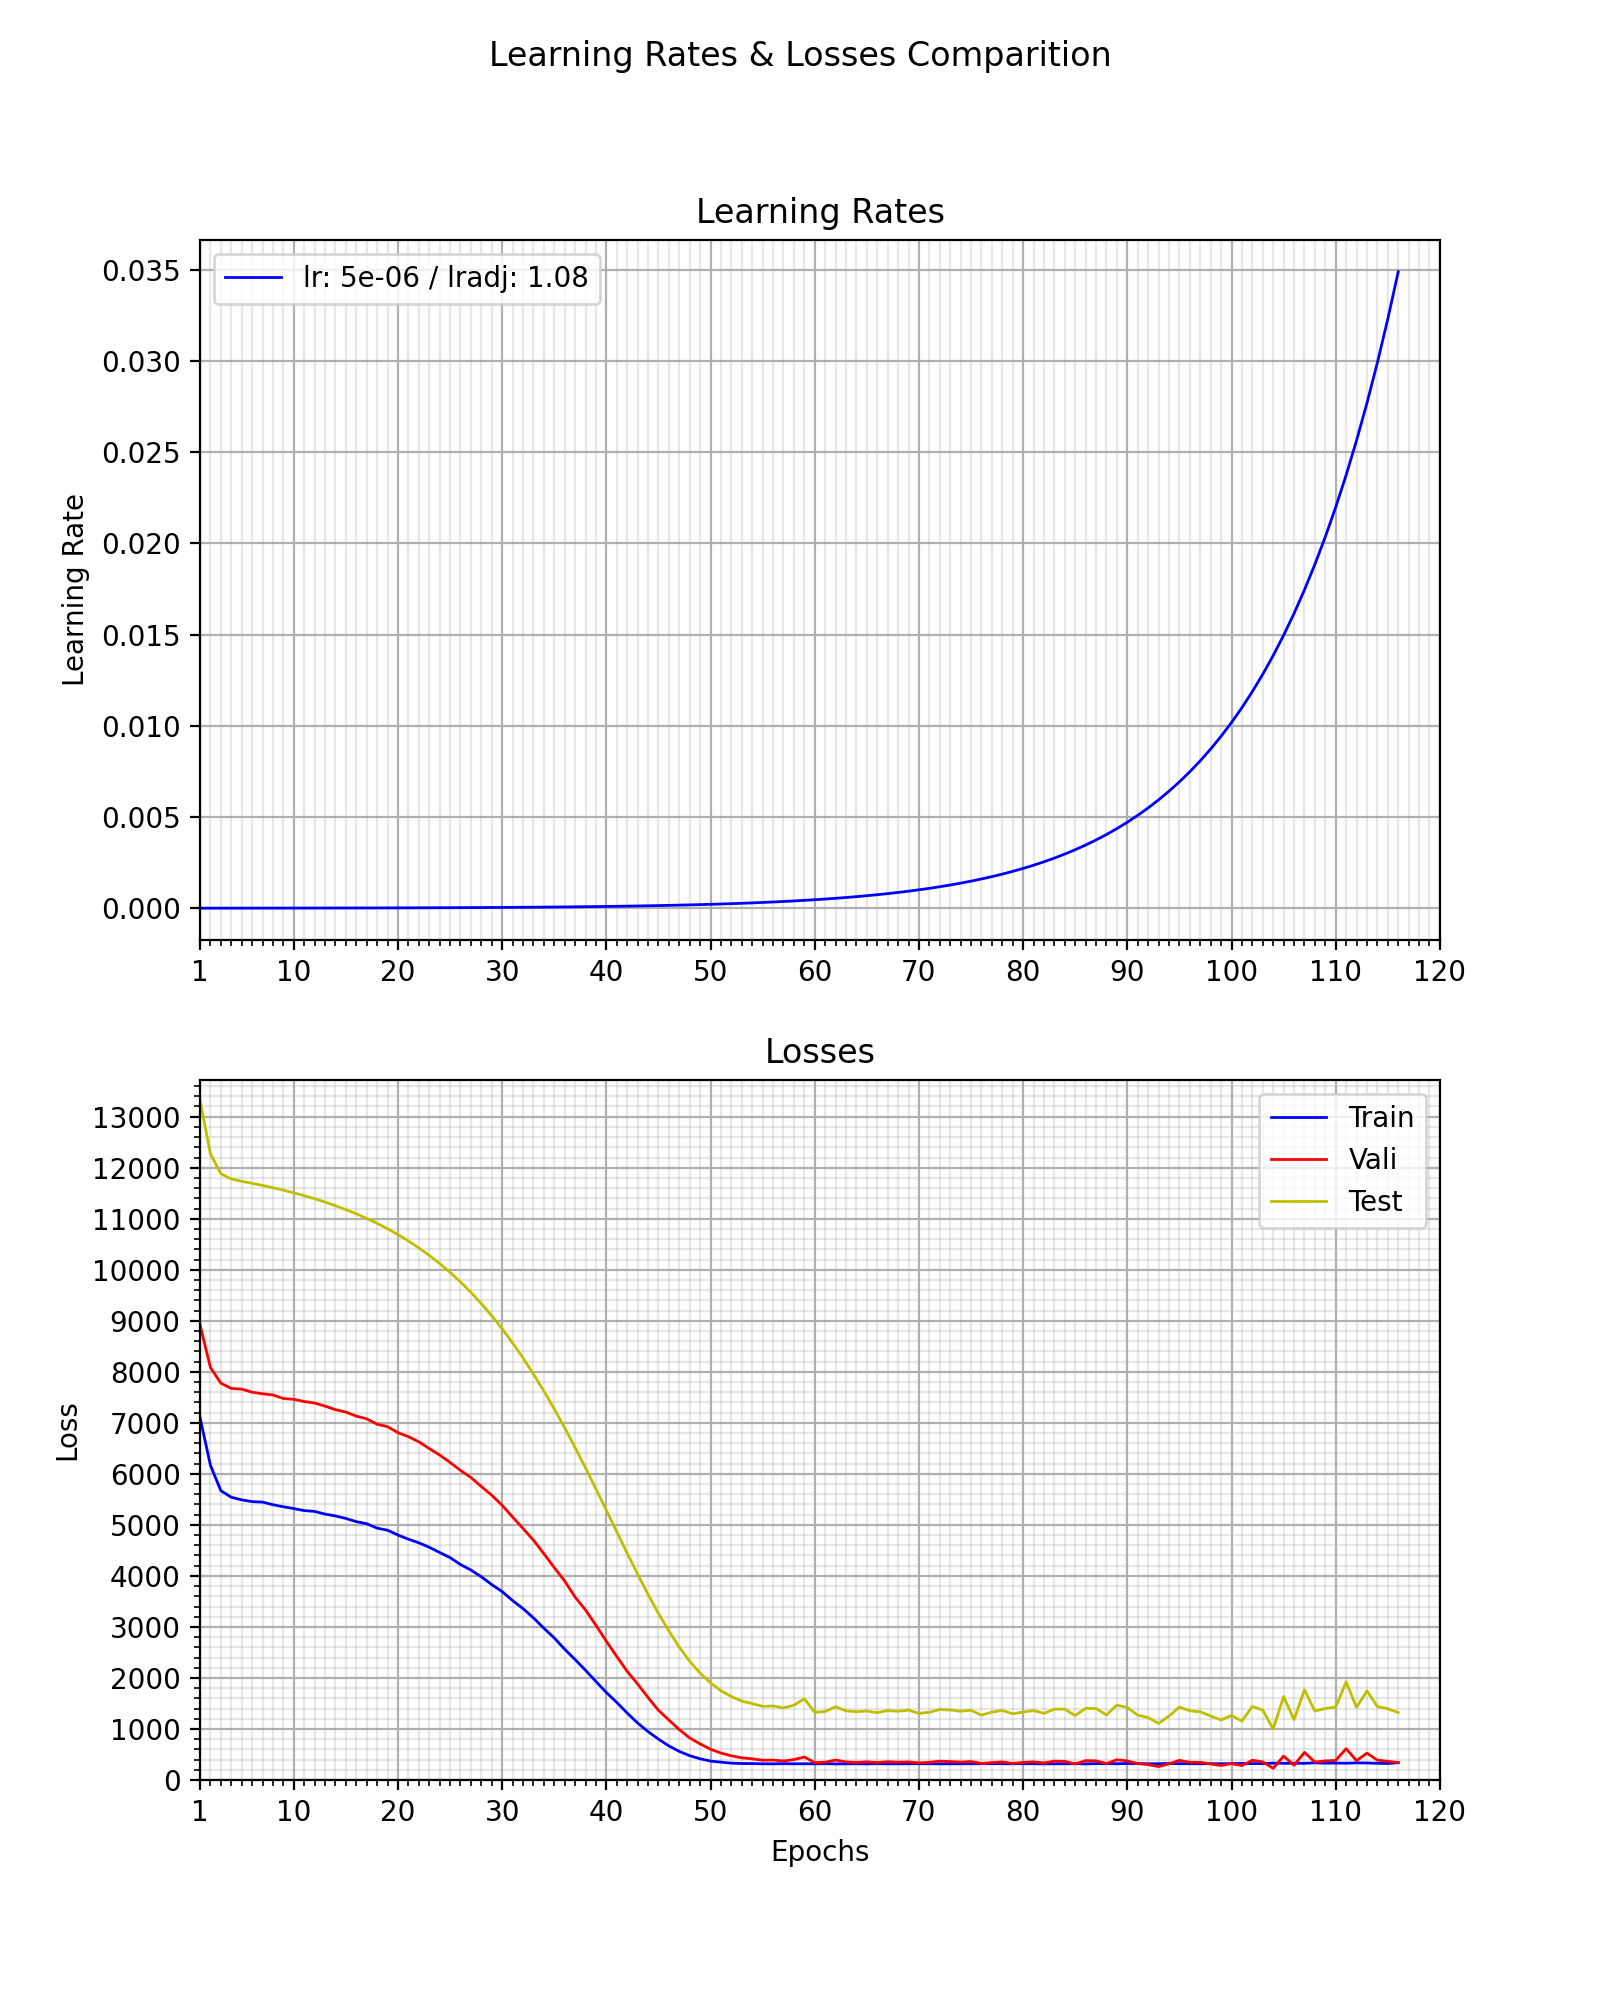 Learning Rates & Losses Comparition
Learning Rates
lr: 5e-06 / lradj: 1.08
Learning Rate
0.035
0.030
0.025
0.020
0.015
0.010
0.005
0.000
1 10 20 30 40 50 60 70 80 90 100 110 120
Losses
Train
Vali
Test
Loss
13000
12000
11000
10000
9000
8000
7000
6000
5000
4000
3000
2000
1000
0
1 10 20 30 40 50 60 70 80 90 100 110 120
Epochs